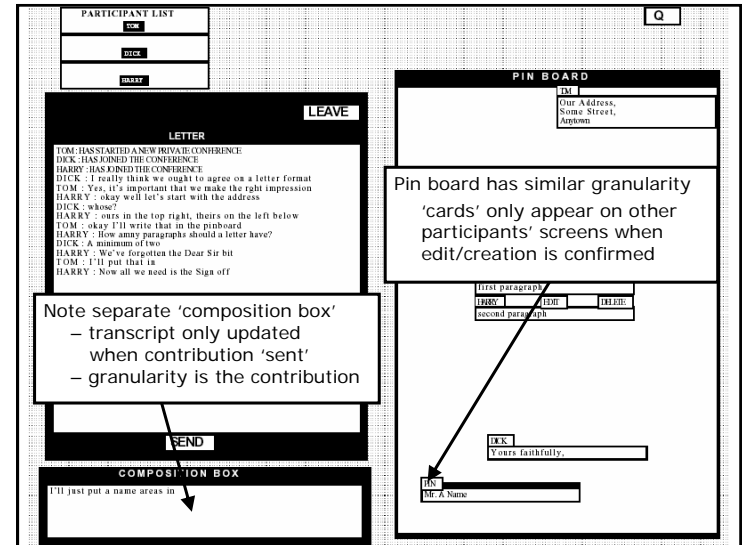 PARTICIPANT LIST
TOM
DICK
HARRY
Q
LEAVE
LETTER
TOM : HAS STARTED A NEW PRIVATE CONFERENCE
DICK : HAS JOINED THE CONFERENCE
HARRY : HAS JOINED THE CONFERENCE
DICK : I really think we ought to agree on a letter format
TOM : Yes, it's important that we make the rght impression
HARRY : okay well let's start with the address
DICK : whose?
HARRY : ours in the top right, theirs on the left below
TOM : okay I'll write that in the pinboard
HARRY : How amny paragraphs should a letter have?
DICK : A minimum of two
HARRY : We've forgotten the Dear Sir bit
TOM : I'll put that in
HARRY : Now all we need is the Sign off
Note separate 'composition box'
– transcript only updated
when contribution 'sent'
– granularity is the contribution
SEND
COMPOSITION BOX
I'll just put a name areas in
PIN BOARD
TOM
Our Address,
Some Street,
Anytown
Pin board has similar granularity
'cards' only appear on other
participants' screens when
edit/creation is confirmed
first paragraph
HARRY EDIT DELETE
second paragraph
DICK
Yours faithfully,
PIN
Mr. A Name